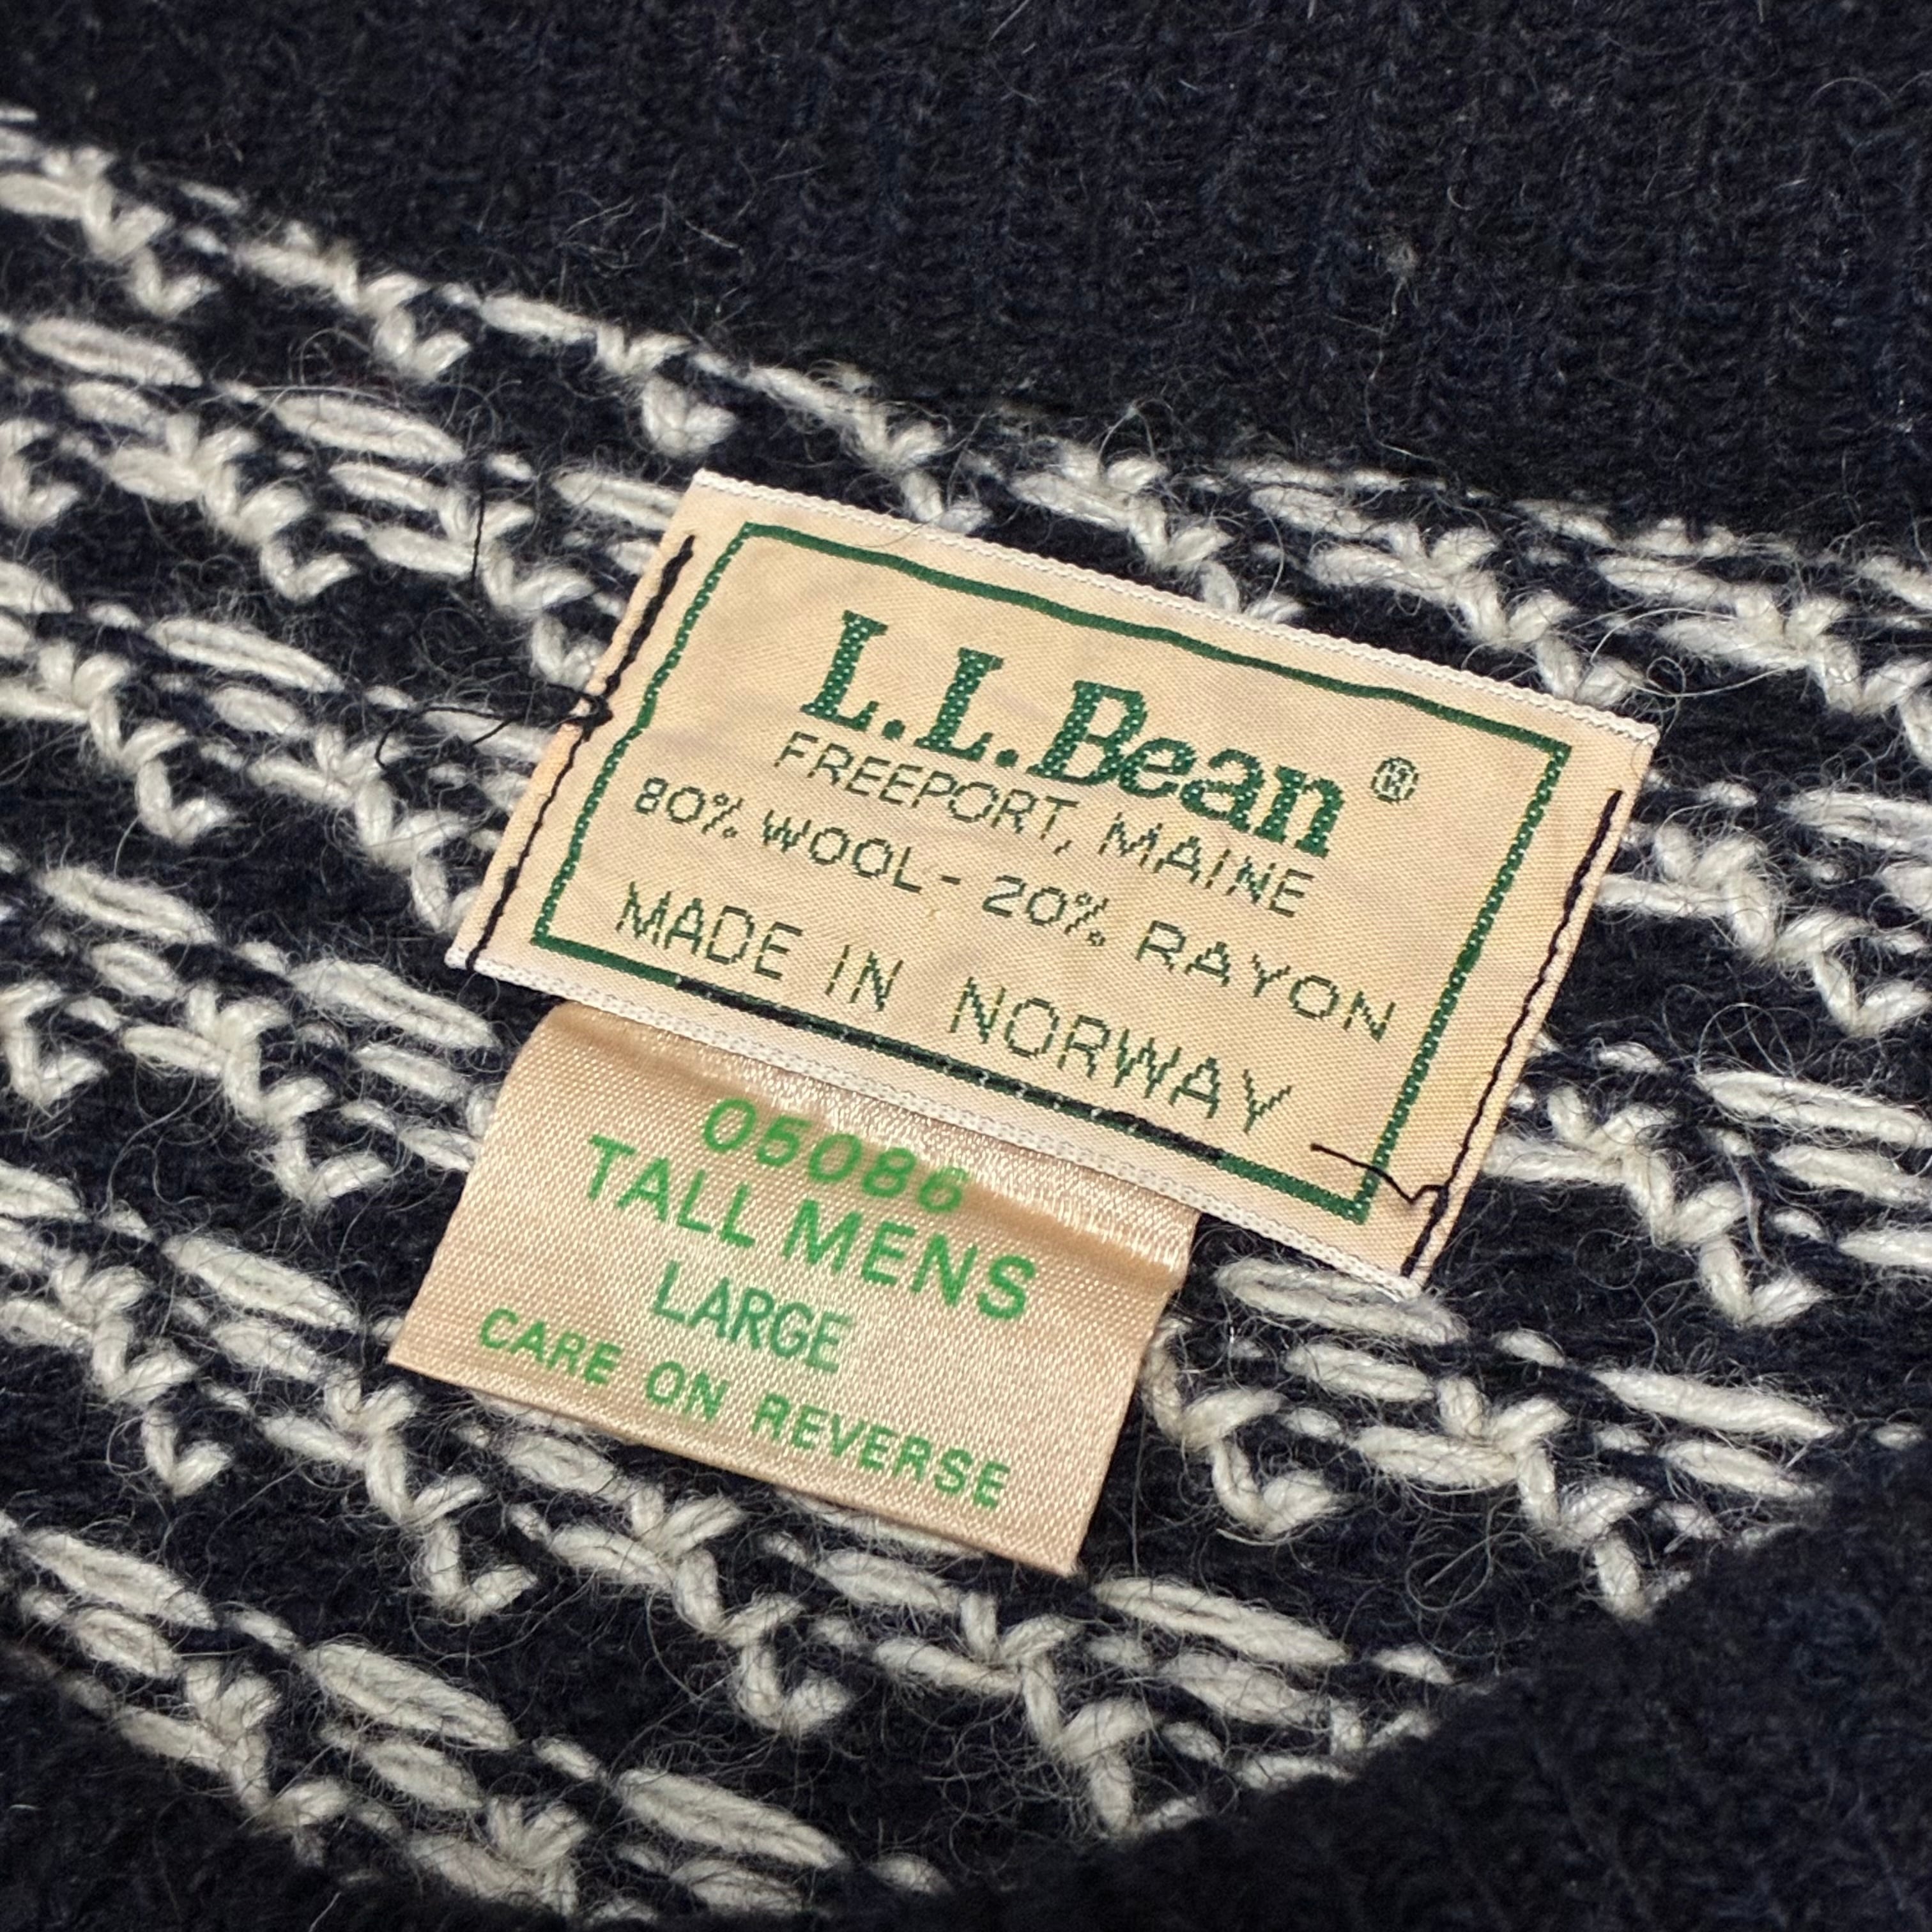 L.L.Bean ®
FREEPORT, MAINE
80% WOOL - 20% RAYON
MADE IN NORWAY
05086
TALL MENS
LARGE
CARE ON REVERSE